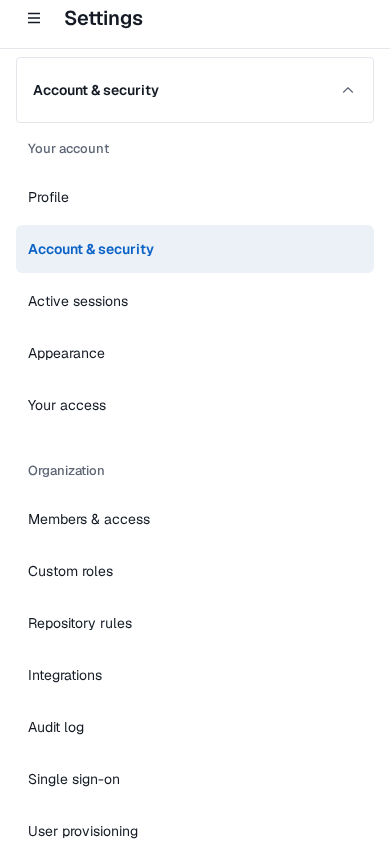 Settings
Account & security
Your account
Profile
Account & security
Active sessions
Appearance
Your access
Organization
Members & access
Custom roles
Repository rules
Integrations
Audit log
Single sign-on
User provisioning